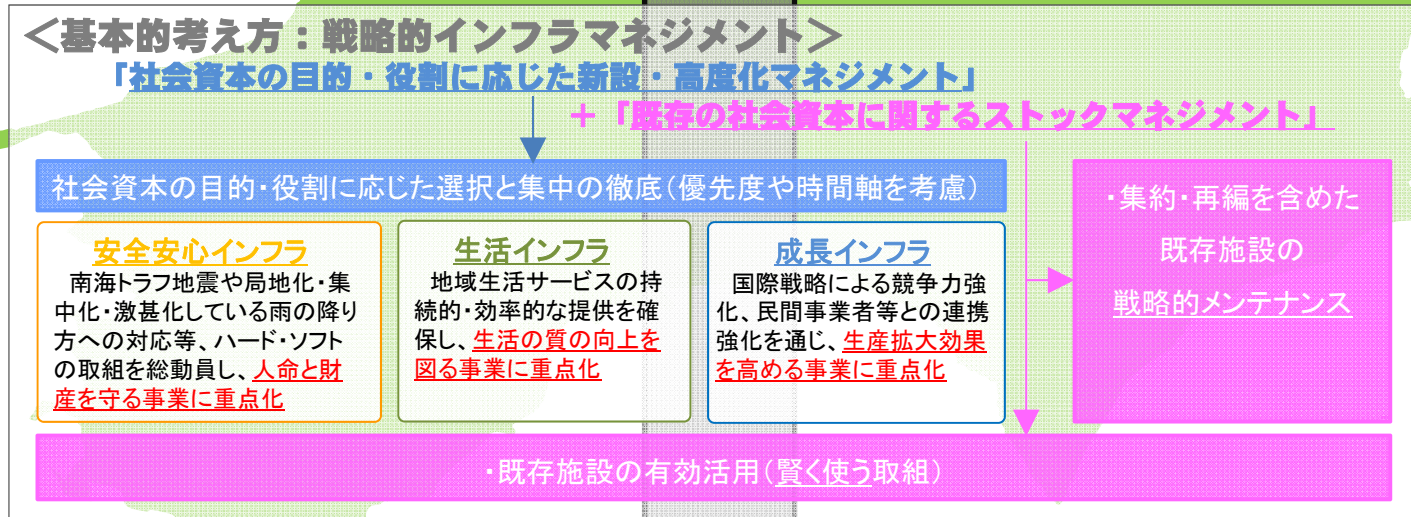 ＜基本的考え方：戦略的インフラマネジメント＞
「社会資本の目的・役割に応じた新設・高度化マネジメント」
＋「既存の社会資本に関するストックマネジメント」
社会資本の目的・役割に応じた選択と集中の徹底（優先度や時間軸を考慮）
安全安心インフラ
南海トラフ地震や局地化・集
中化・激甚化している雨の降り
方への対応等、ハード・ソフト
の取組を総動員し、人命と財
産を守る事業に重点化
生活インフラ
地域生活サービスの持
続的・効率的な提供を確
保し、生活の質の向上を
図る事業に重点化
成長インフラ
国際戦略による競争力強
化、民間事業者等との連携
強化を通じ、生産拡大効果
を高める事業に重点化
・集約・再編を含めた
既存施設の
戦略的メンテナンス
・既存施設の有効活用（賢く使う取組）